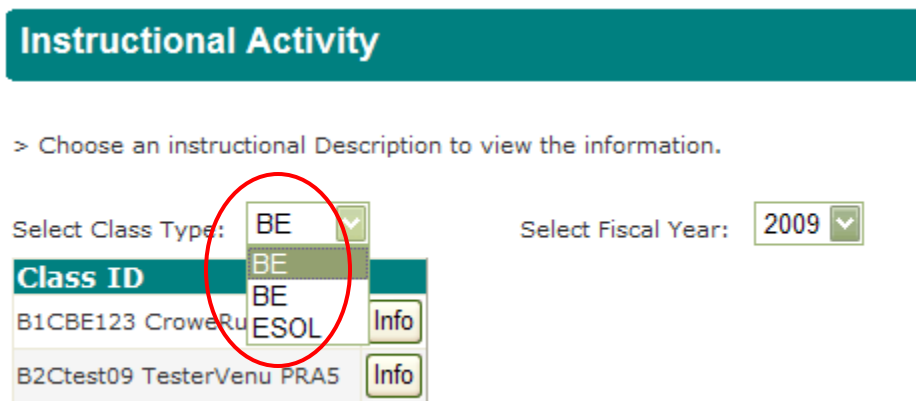 Instructional Activity
> Choose an instructional Description to view the information.
Select Class Type: BE Select Fiscal Year: 2009
BE
BE
ESOL
Class ID
B1CBE123 CroweRu Info
B2Ctest09 TesterVenu PRA5 Info